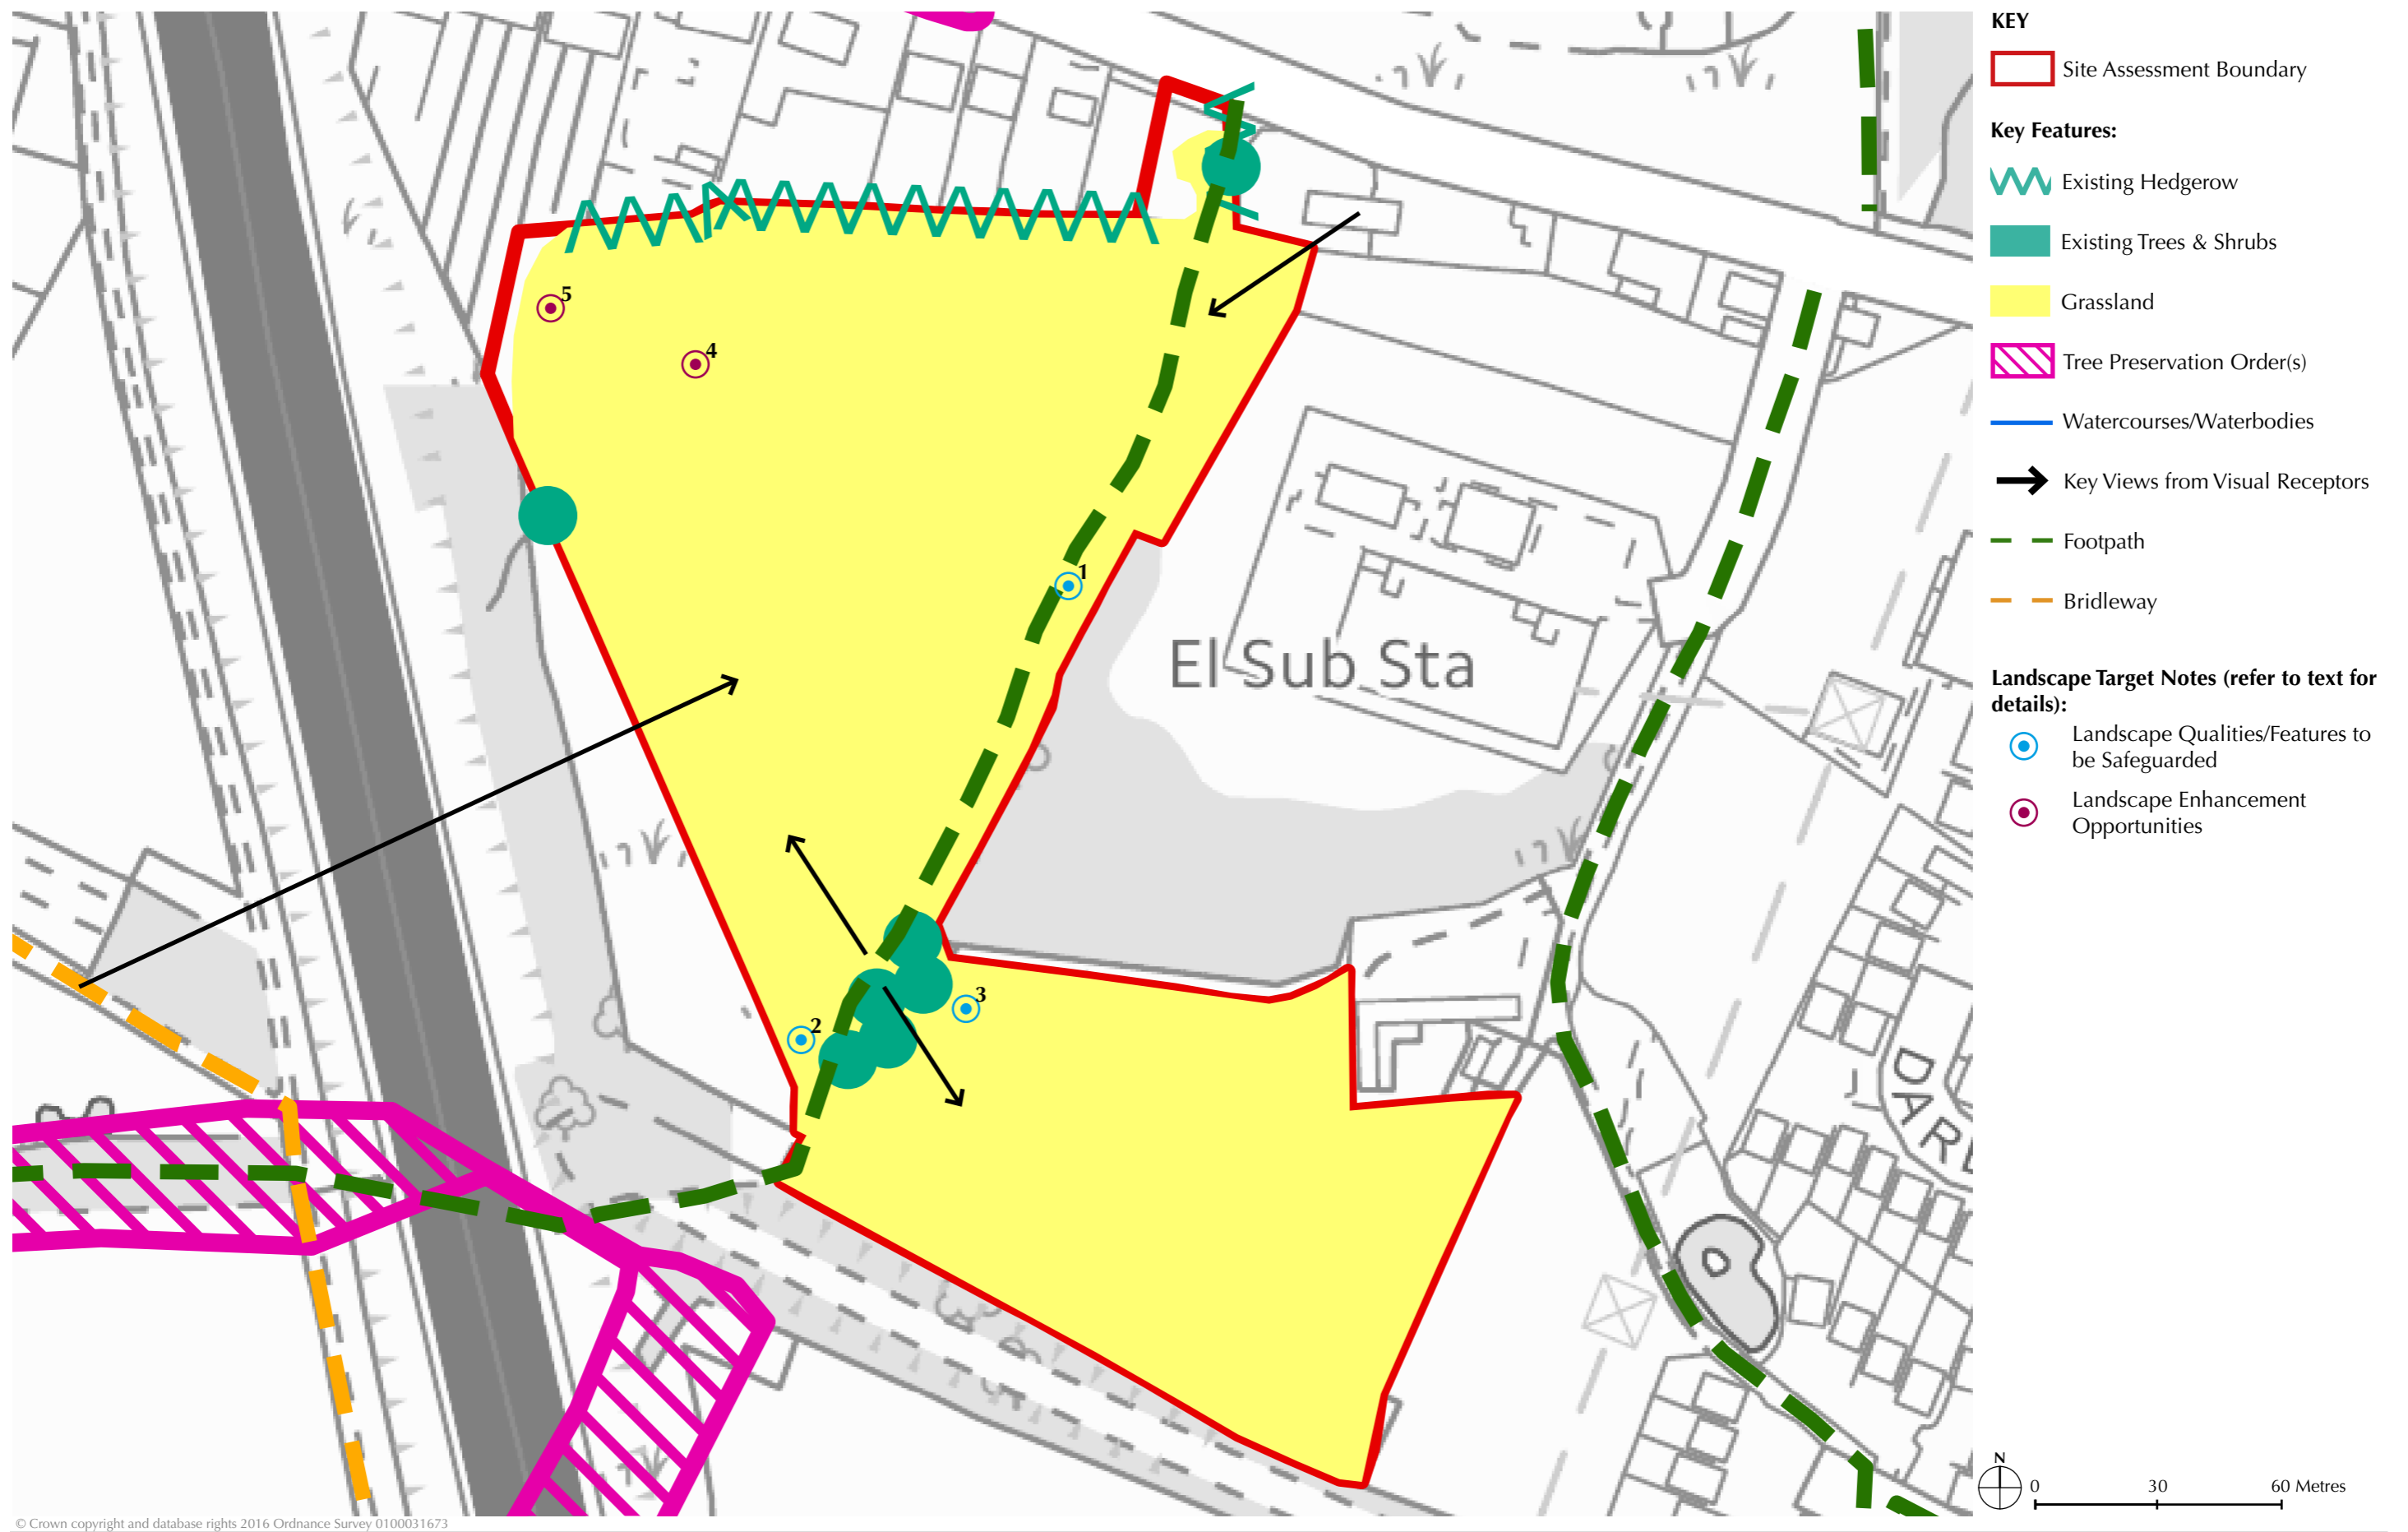 5
4
1
El Sub Sta
3
2
KEY
Site Assessment Boundary
Key Features:
Existing Hedgerow
Existing Trees & Shrubs
Grassland
Tree Preservation Order(s)
Watercourses/Waterbodies
Key Views from Visual Receptors
Footpath
Bridleway
Landscape Target Notes (refer to text for
details):
Landscape Qualities/Features to
be Safeguarded
Landscape Enhancement
Opportunities
N
0 30 60 Metres
© Crown copyright and database rights 2016 Ordnance Survey 0100031673